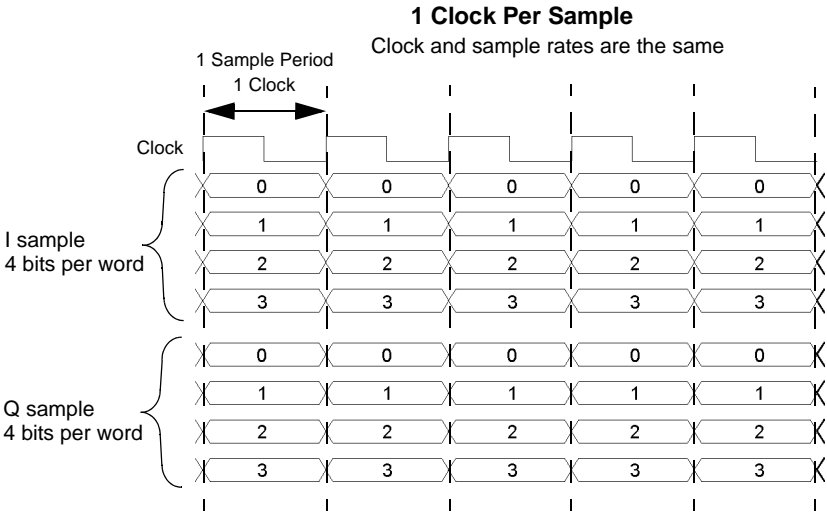 1 Clock Per Sample
Clock and sample rates are the same
1 Sample Period
1 Clock
Clock
0 0 0 0 0
1 1 1 1 1
I sample
4 bits per word
2 2 2 2 2
3 3 3 3 3
0 0 0 0 0
1 1 1 1 1
Q sample
4 bits per word
2 2 2 2 2
3 3 3 3 3